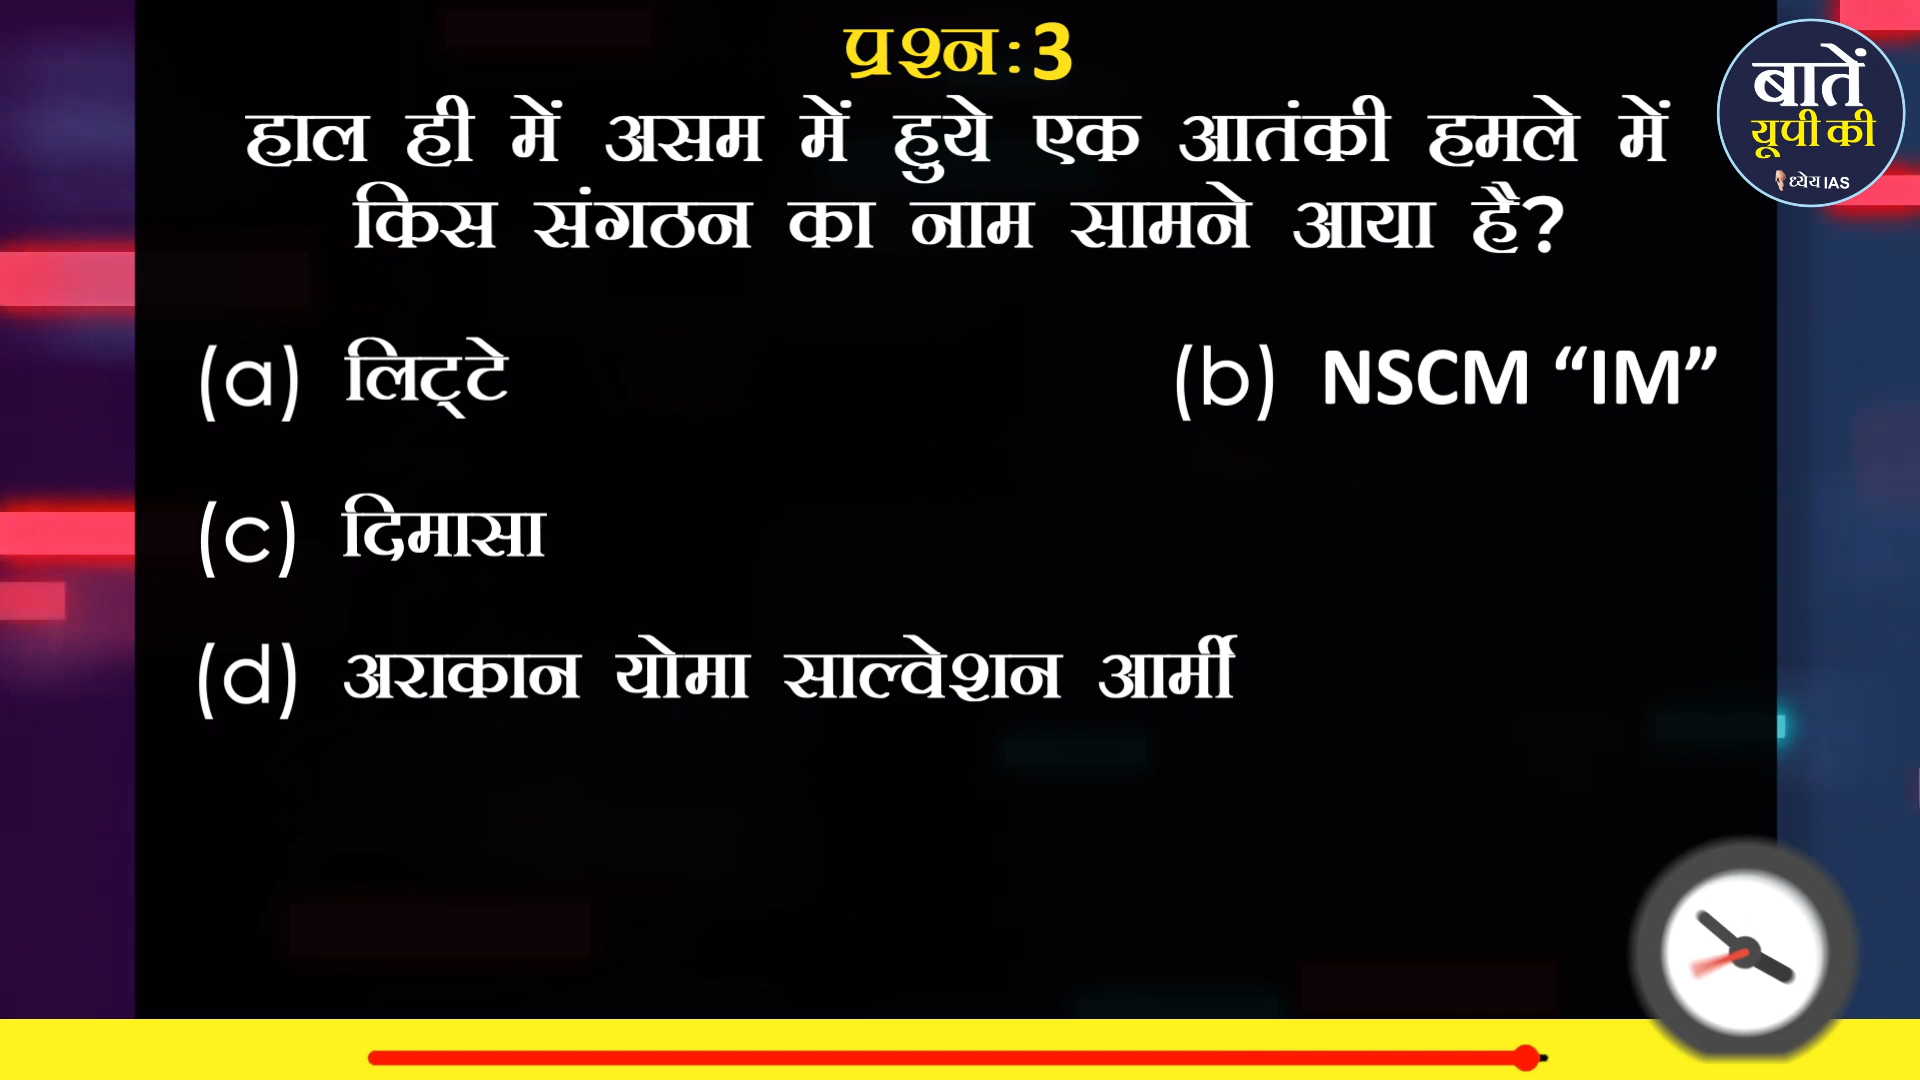 प्रश्न:3
हाल ही में असम में हुये एक आतंकी हमले में
किस संगठन का नाम सामने आया है?
(a) लिट्टे
(b) NSCM “IM”
(c) दिमासा
(d) अराकान योमा साल्वेशन आर्मी
बातें
यूपी की
ध्येय IAS